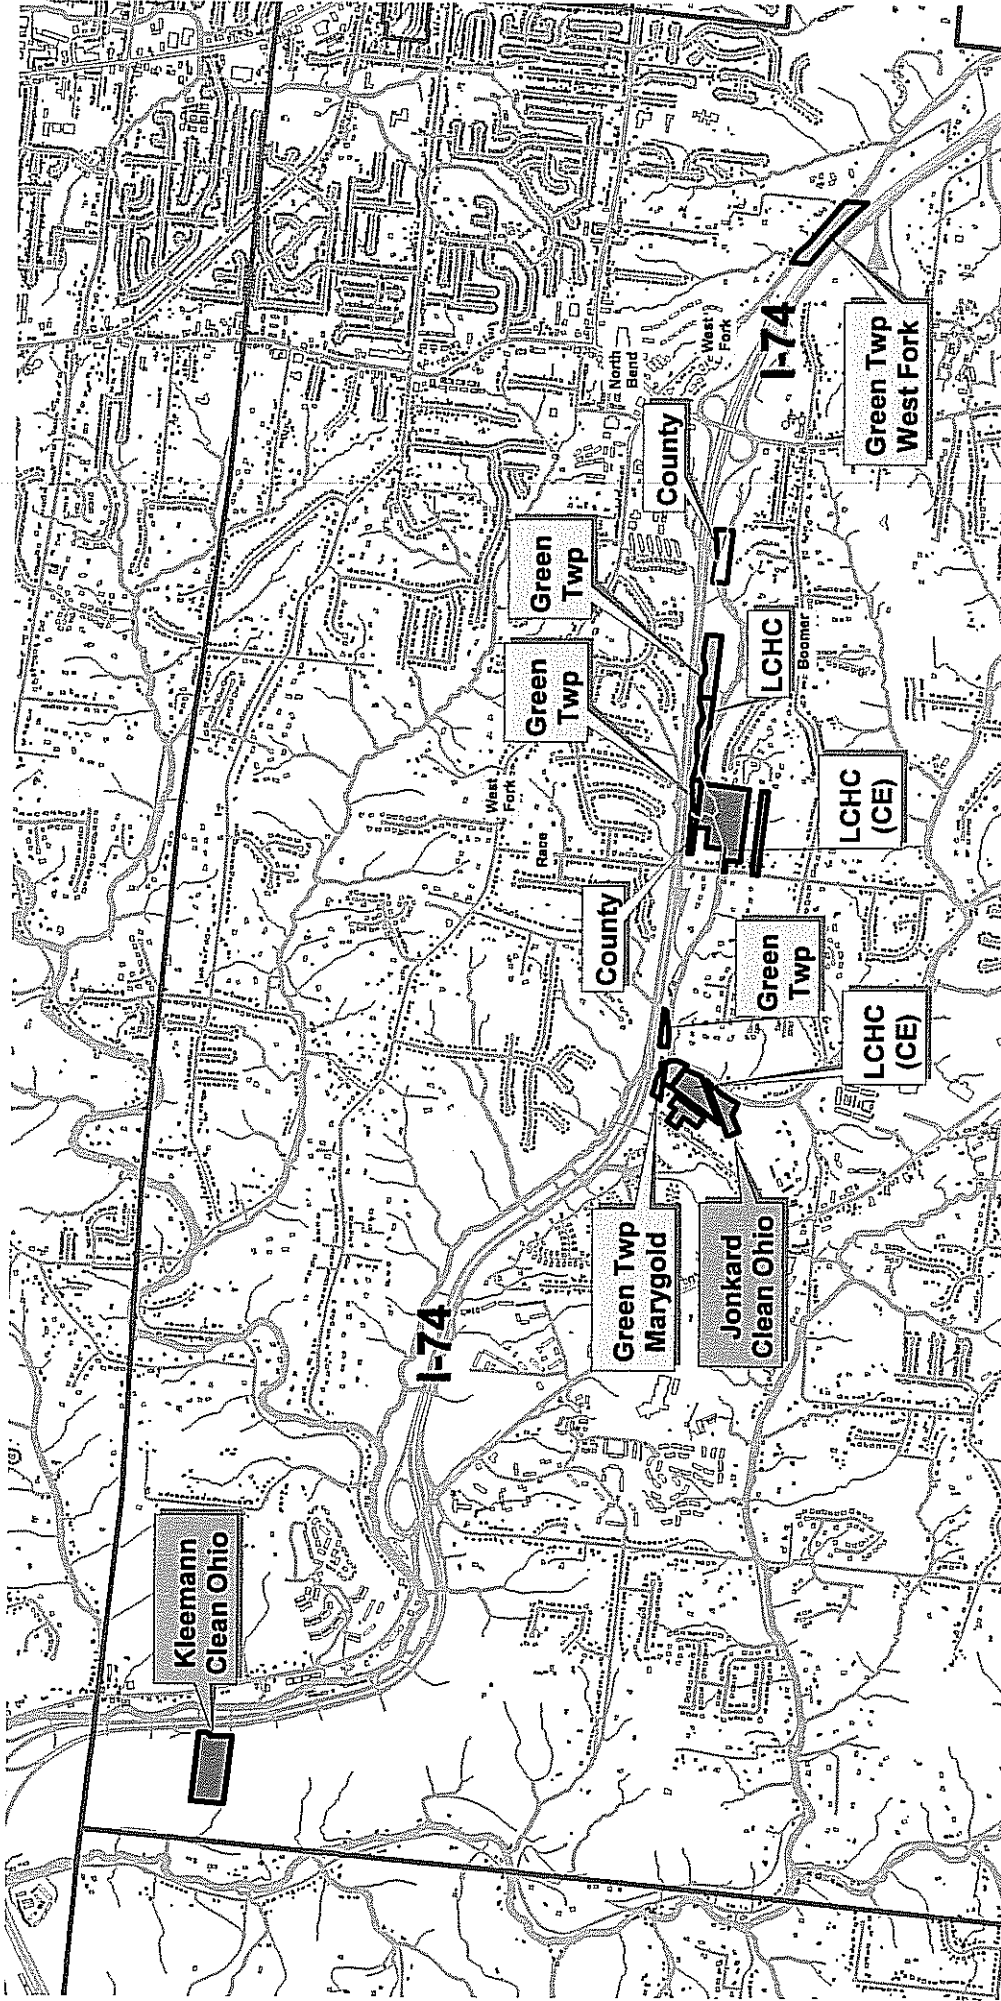 Kleemann
Clean Ohio
I-74
Green Twp
Marygold
Jonkard
Clean Ohio
LCHC
(CE)
Green
Twp
County
Race
West
Fork
Green
Twp
Green
Twp
LCHC
(CE)
LCHC
Boomer
County
North
Bend
West
Fork
I-74
Green Twp
West Fork